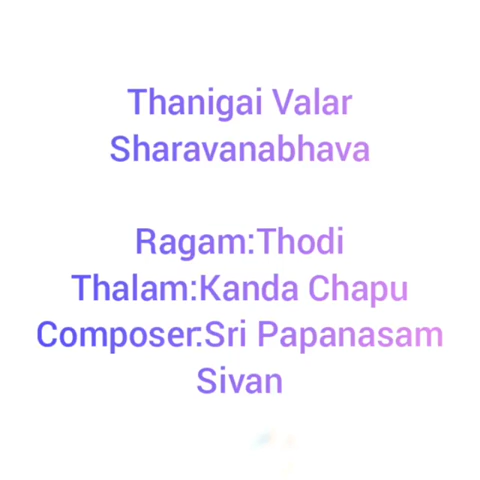 Thanigai Valar
Sharavanabhava
Ragam:Thodi
Thalam:Kanda Chapu
Composer:Sri Papanasam
Sivan